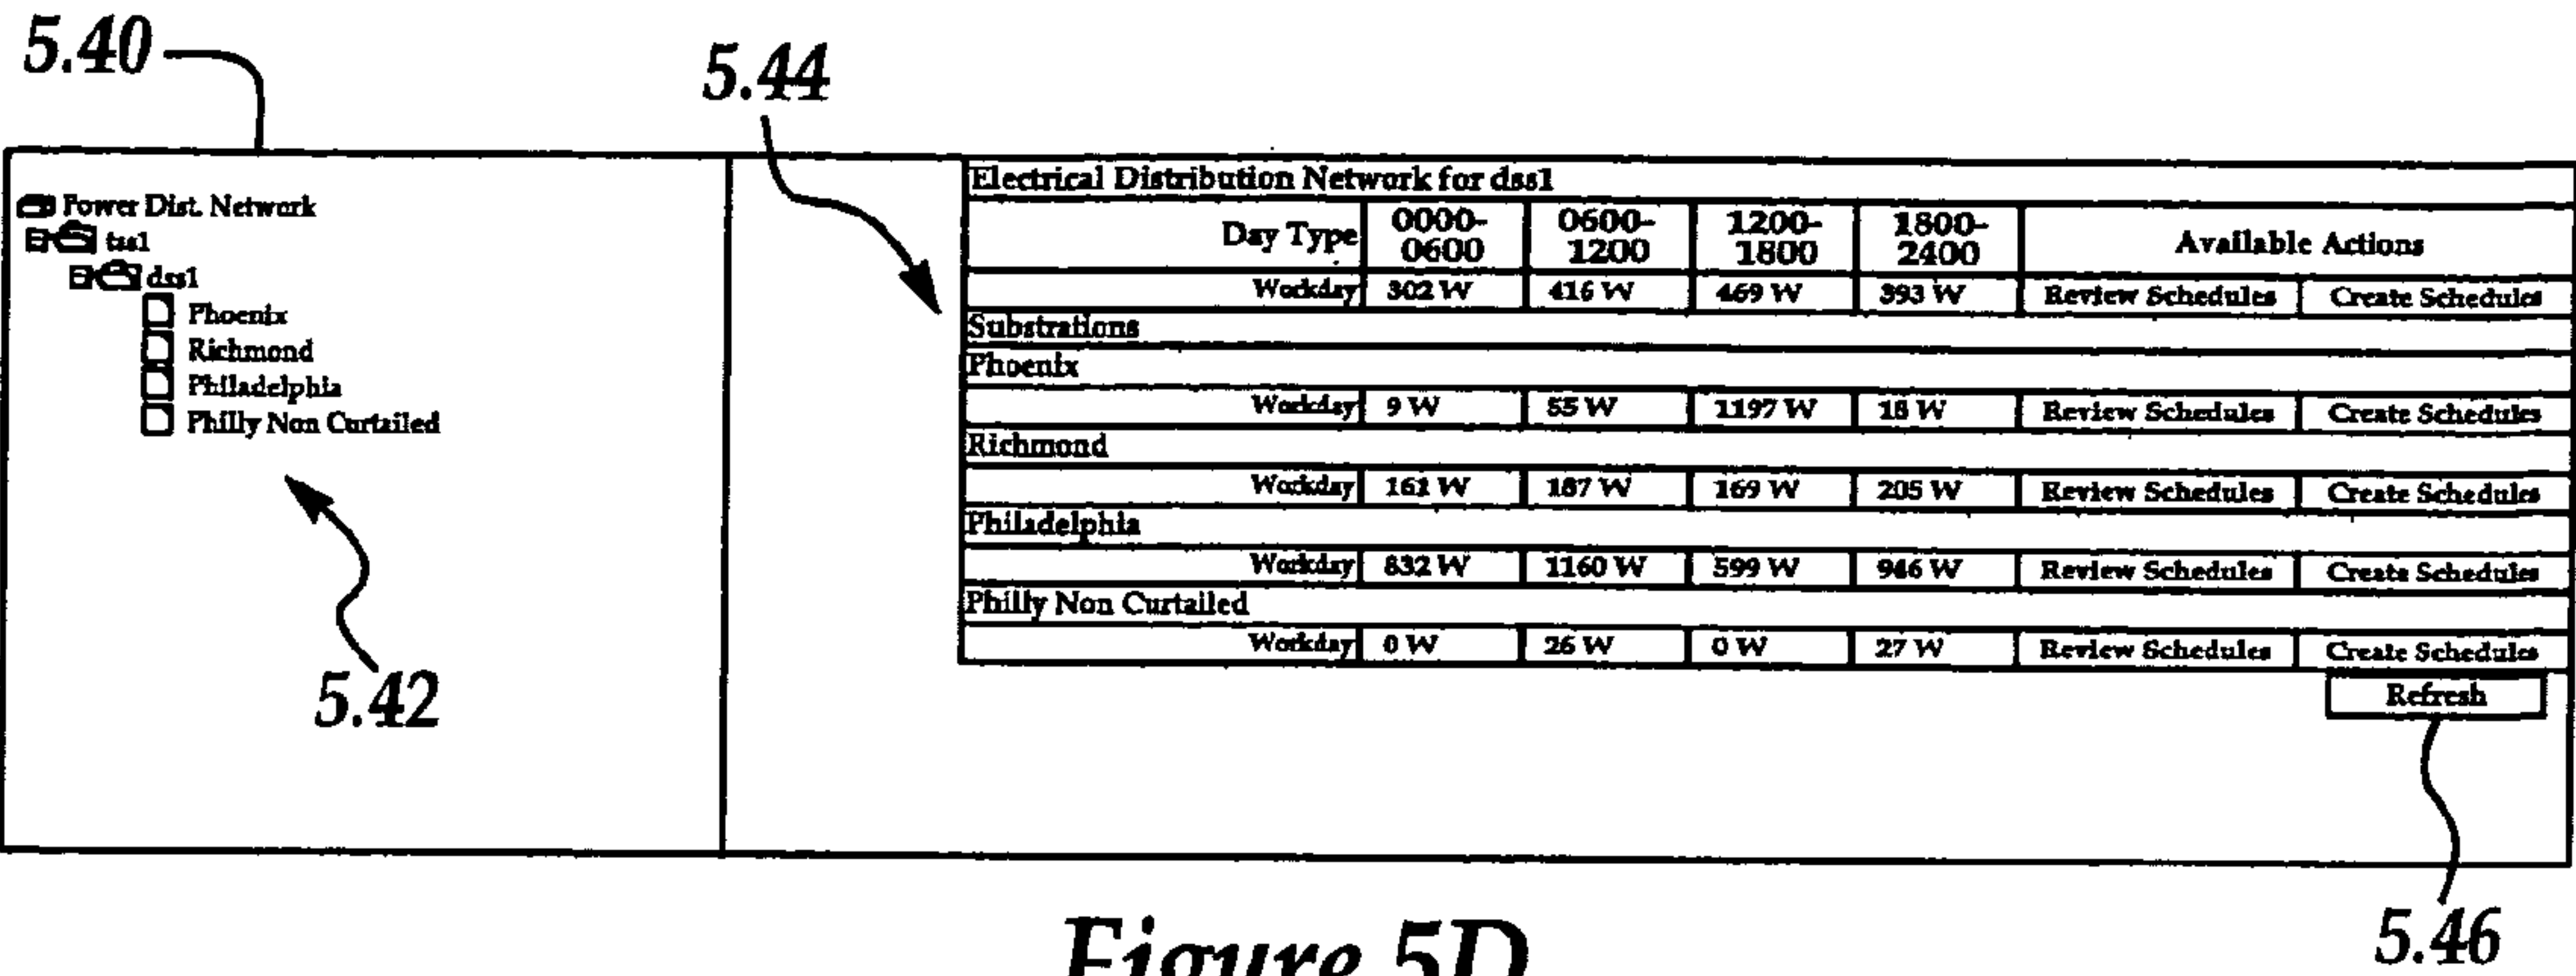 5.40
5.44
Power Dist. Network
tss1
dss1
Phoenix
Richmond
Philadelphia
Philly Non Curtailed
5.42
Electrical Distribution Network for dss1
Day Type 0000-0600 0600-1200 1200-1800 1800-2400 Available Actions
Workday 302 W 416 W 469 W 393 W Review Schedules Create Schedules
Substrations
Phoenix
Workday 9 W 55 W 1197 W 18 W Review Schedules Create Schedules
Richmond
Workday 161 W 187 W 169 W 205 W Review Schedules Create Schedules
Philadelphia
Workday 832 W 1160 W 599 W 946 W Review Schedules Create Schedules
Philly Non Curtailed
Workday 0 W 26 W 0 W 27 W Review Schedules Create Schedules
Refresh
5.46
Figure 5D